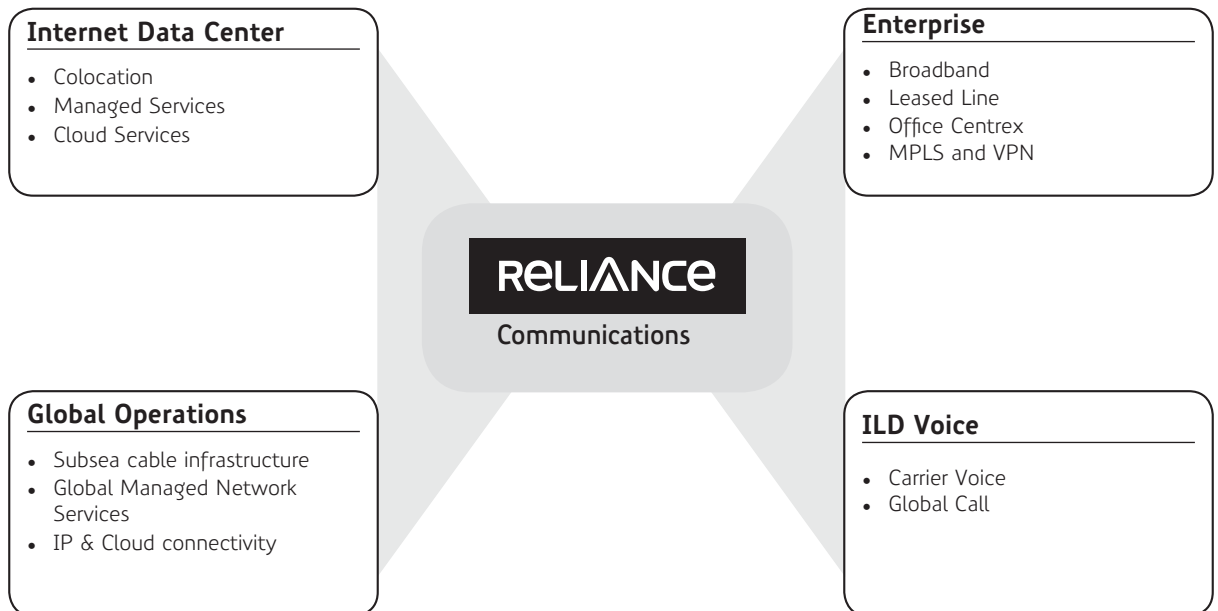 Internet Data Center
• Colocation
• Managed Services
• Cloud Services
Enterprise
• Broadband
• Leased Line
• Office Centrex
• MPLS and VPN
RELIANCE
Communications
Global Operations
• Subsea cable infrastructure
• Global Managed Network
Services
• IP & Cloud connectivity
ILD Voice
• Carrier Voice
• Global Call